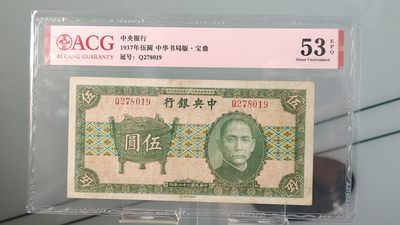 ACG
AI CANG GUARANTY
中央银行
1937年伍圆 中华书局版·宝鼎
冠号：Q278019
53 EPQ
About Uncirculated
伍 Q278019 Q278019 伍
行銀央中
圓伍